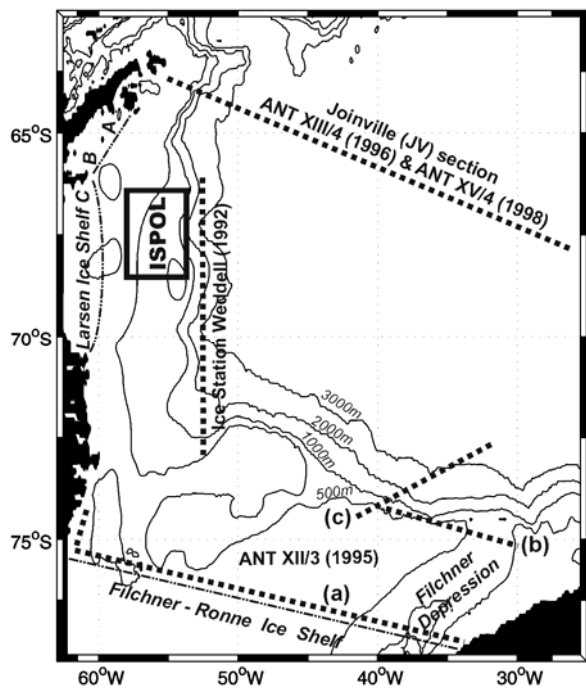 Joinville (JV) section
ANT XIII/4 (1996) & ANT XV/4 (1998)
65°S
A
B
Larsen Ice Shelf C
ISPOL
Ice Station Weddell (1992)
70°S
3000m
2000m
1000m
500m
(c)
(b)
75°S
ANT XII/3 (1995)
(a)
Filchner
Depression
Filchner - Ronne Ice Shelf
60°W
50°W
40°W
30°W